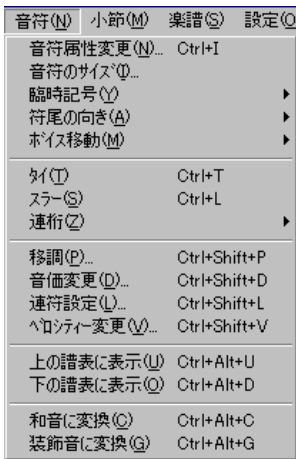 音符(N) 小節(M) 楽譜(S) 設定(O
音符属性変更(N)... Ctrl+I
音符のサイズ(I)...
臨時記号(Y)
符尾の向き(A)
ボイス移動(M)
タイ(T) Ctrl+T
スラー(S) Ctrl+L
連桁(Z)
移調(P)... Ctrl+Shift+P
音価変更(D)... Ctrl+Shift+D
連符設定(L)... Ctrl+Shift+L
ベロシティー変更(V)... Ctrl+Shift+V
上の譜表に表示(U) Ctrl+Alt+U
下の譜表に表示(O) Ctrl+Alt+D
和音に変換(C) Ctrl+Alt+C
装飾音に変換(G) Ctrl+Alt+G